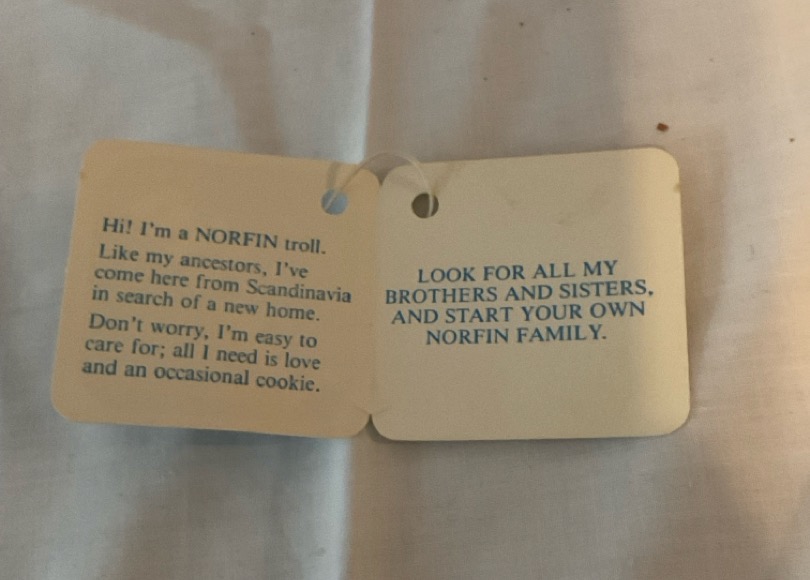 Hi! I'm a NORFIN troll.
Like my ancestors, I've
come here from Scandinavia
in search of a new home.
Don't worry, I'm easy to
care for; all I need is love
and an occasional cookie.
LOOK FOR ALL MY
BROTHERS AND SISTERS,
AND START YOUR OWN
NORFIN FAMILY.